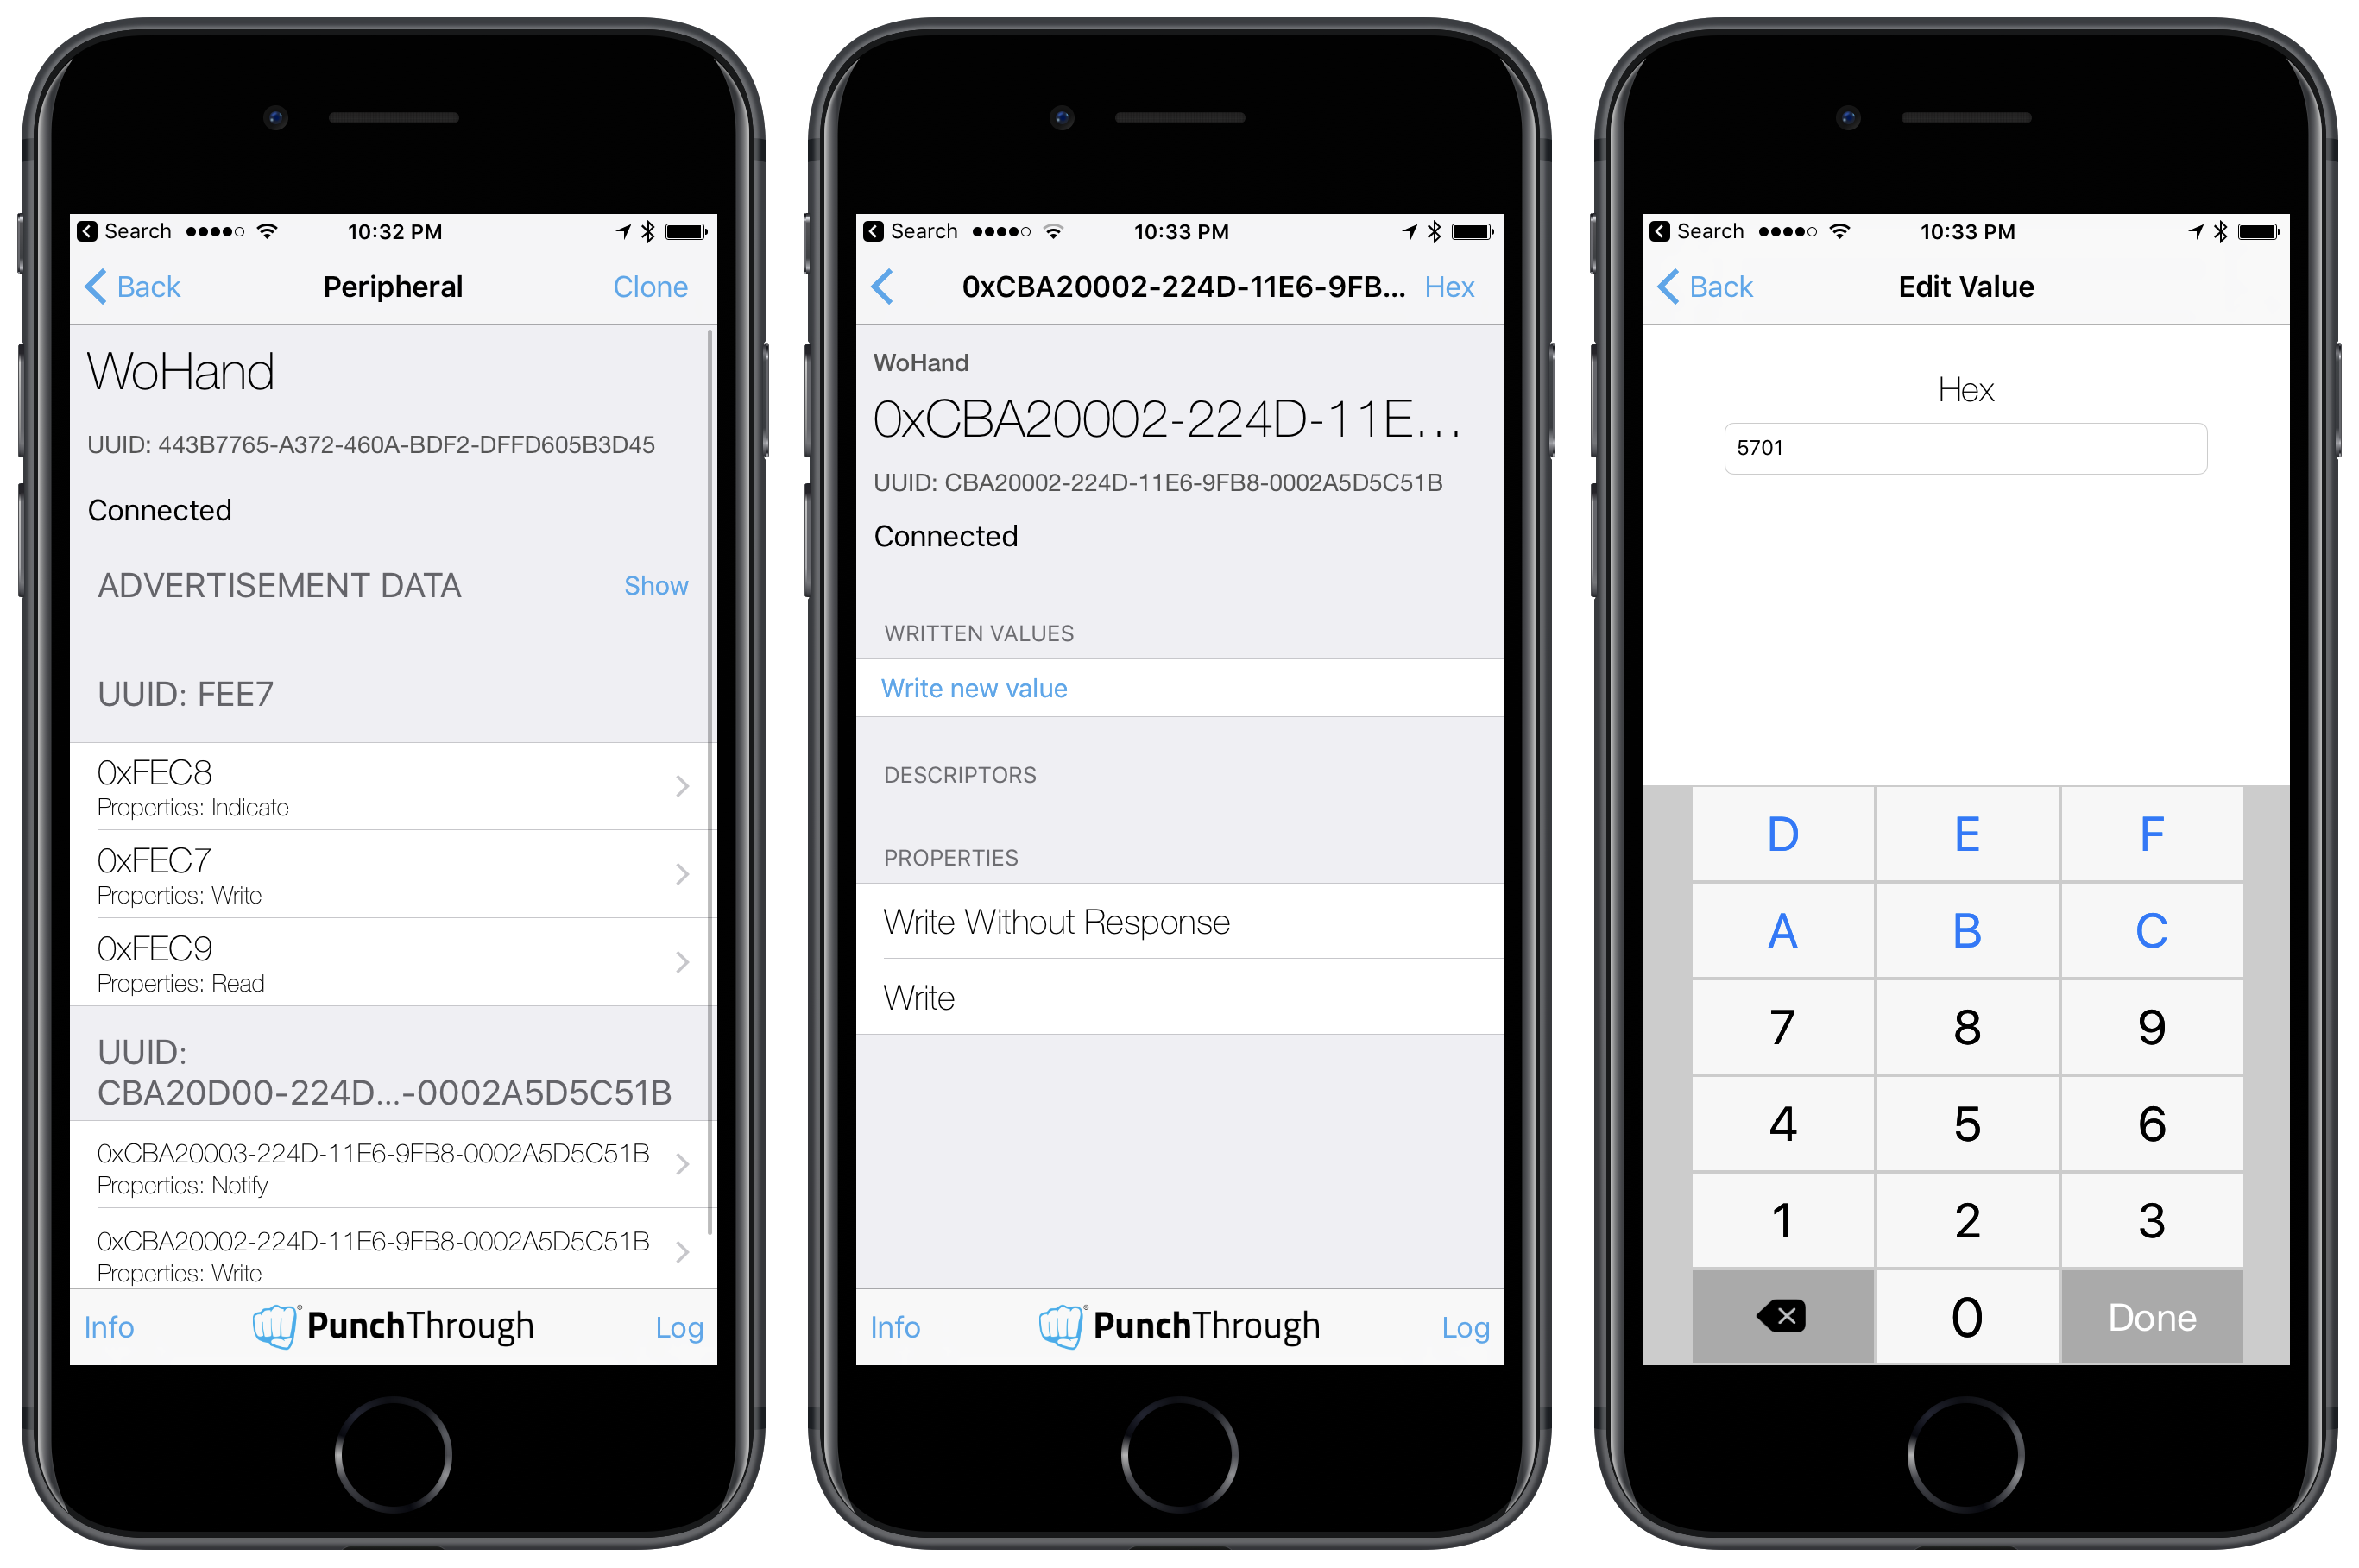 Search 10:32 PM
Back Peripheral Clone
WoHand
UUID: 443B7765-A372-460A-BDF2-DFFD605B3D45
Connected
ADVERTISEMENT DATA Show
UUID: FEE7
0xFEC8
Properties: Indicate
0xFEC7
Properties: Write
0xFEC9
Properties: Read
UUID:
CBA20D00-224D...-0002A5D5C51B
0xCBA20003-224D-11E6-9FB8-0002A5D5C51B
Properties: Notify
0xCBA20002-224D-11E6-9FB8-0002A5D5C51B
Properties: Write
Info PunchThrough Log
Search 10:33 PM
0xCBA20002-224D-11E6-9FB... Hex
WoHand
0xCBA20002-224D-11E...
UUID: CBA20002-224D-11E6-9FB8-0002A5D5C51B
Connected
WRITTEN VALUES
Write new value
DESCRIPTORS
PROPERTIES
Write Without Response
Write
Info PunchThrough Log
Search 10:33 PM
Back Edit Value
Hex
5701
D E F
A B C
7 8 9
4 5 6
1 2 3
0 Done